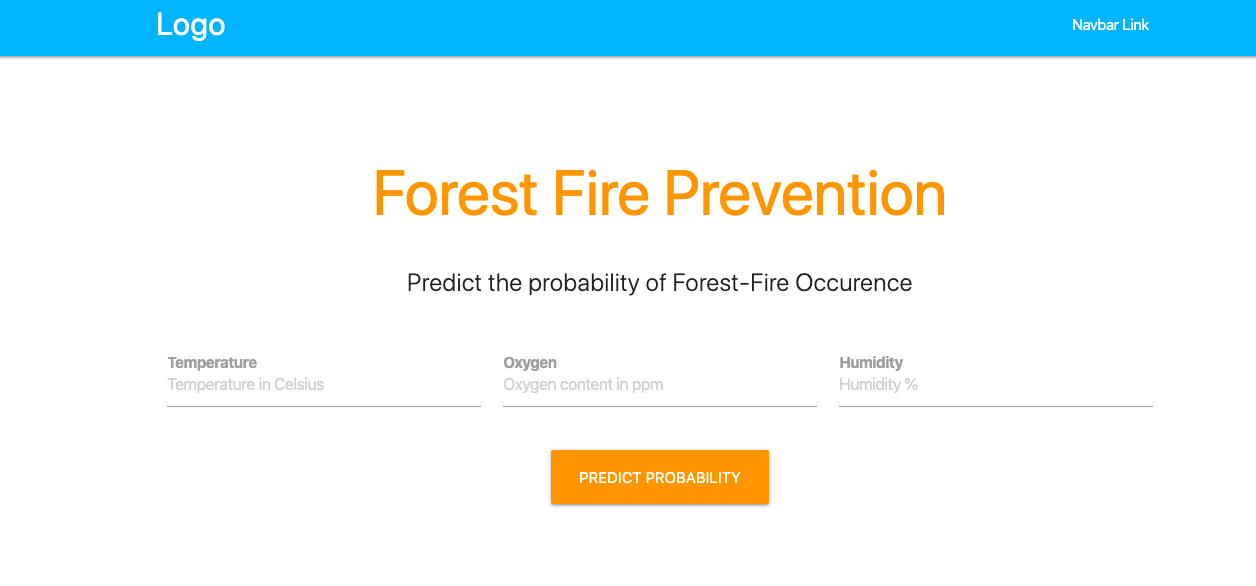 Logo
Navbar Link
Forest Fire Prevention
Predict the probability of Forest-Fire Occurence
Temperature
Temperature in Celsius
Oxygen
Oxygen content in ppm
Humidity
Humidity %
PREDICT PROBABILITY